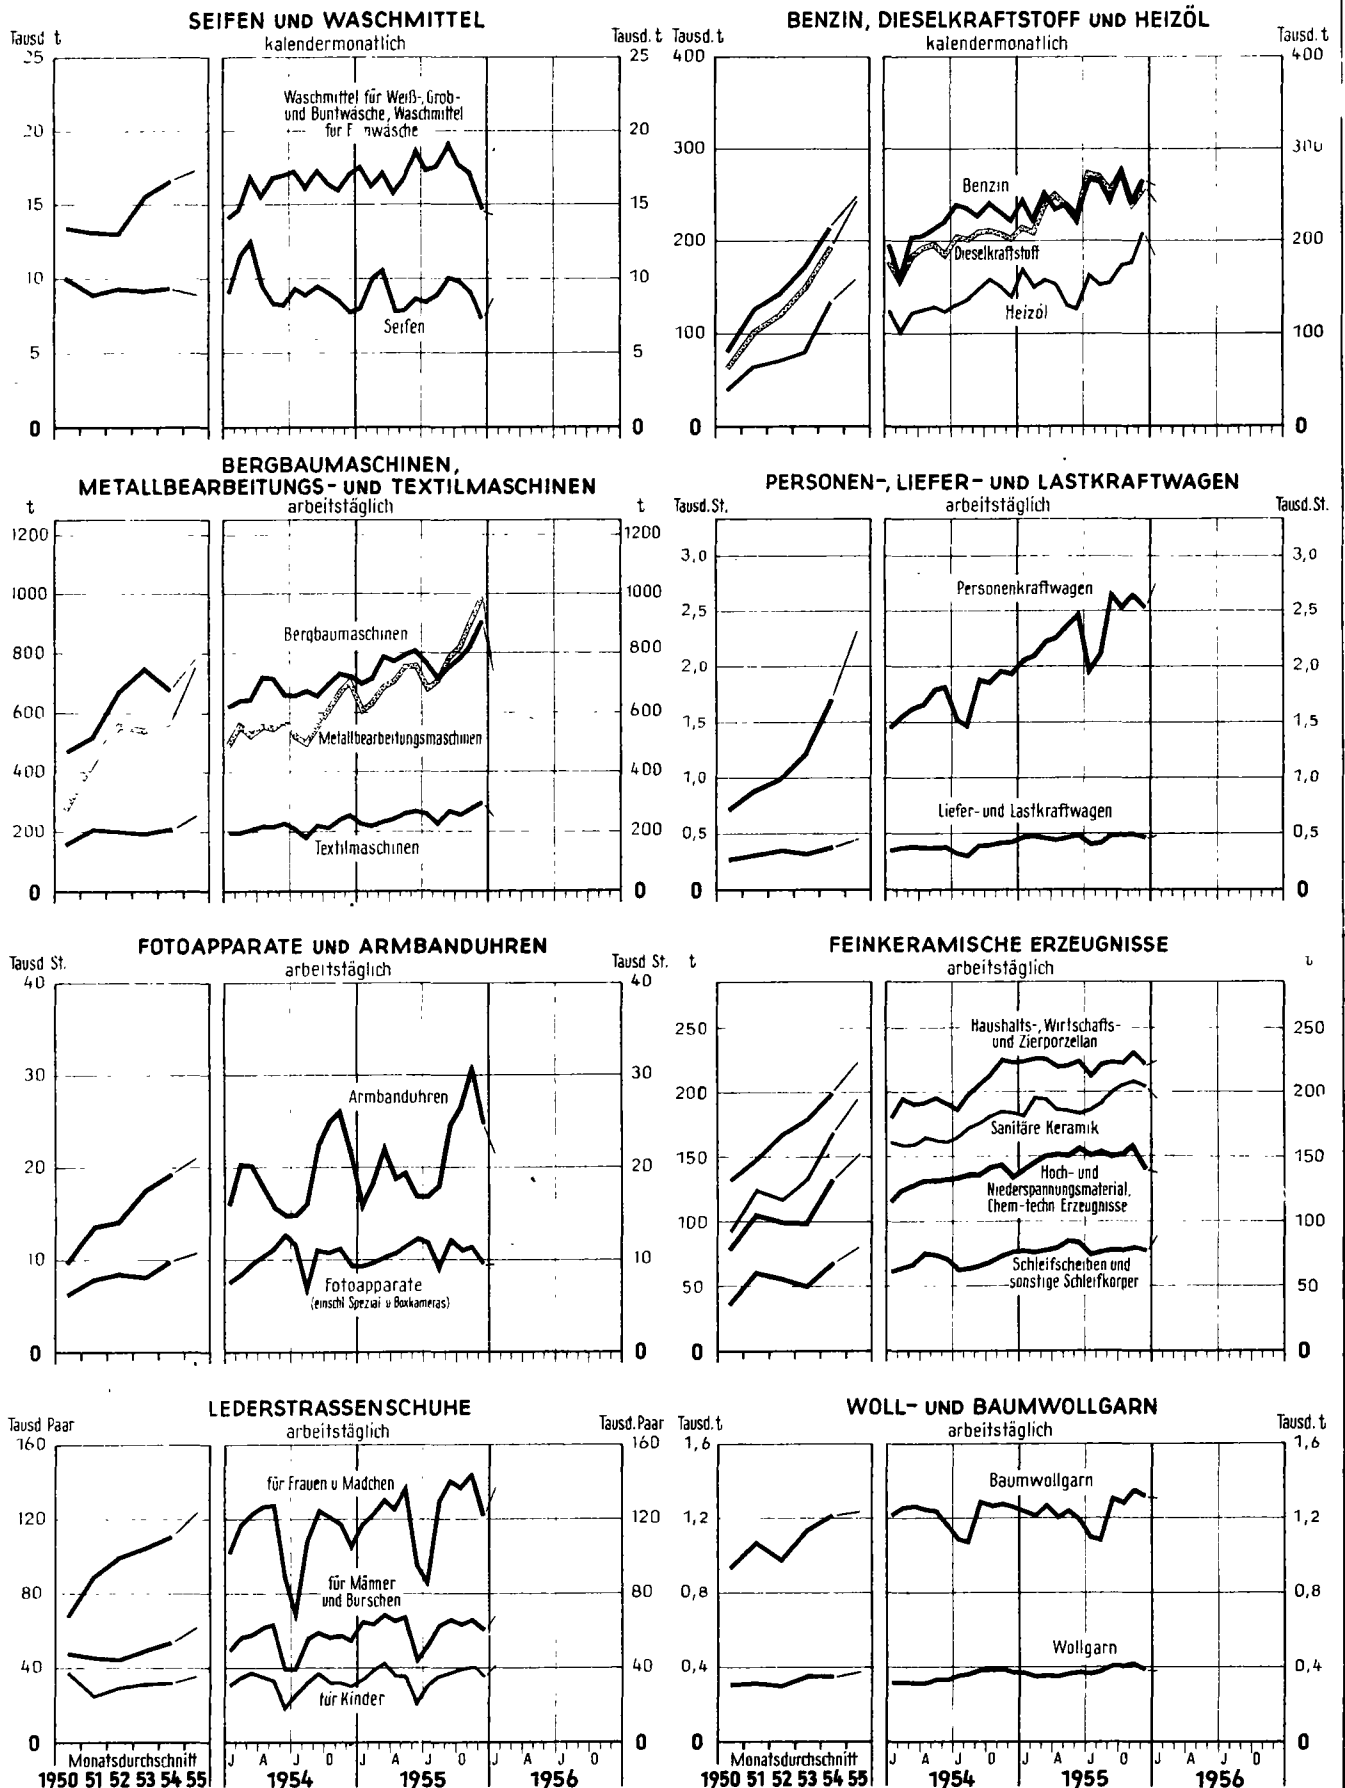 SEIFEN UND WASCHMITTEL
kalendermonatlich
Tausd t
Tausd. t
25
20
15
10
5
0
25
20
15
10
5
0
Waschmittel für Weiß-, Grob-
und Buntwäsche, Waschmittel
für F nwäsche
Seifen
BENZIN, DIESELKRAFTSTOFF UND HEIZÖL
kalendermonatlich
Tausd. t
Tausd. t
400
300
200
100
0
400
300
200
100
0
Benzin
Dieselkraftstoff
Heizöl
BERGBAUMASCHINEN,
METALLBEARBEITUNGS- UND TEXTILMASCHINEN
arbeitstäglich
t
t
1200
1000
800
600
400
200
0
1200
1000
800
600
400
200
0
Bergbaumaschinen
Metallbearbeitungsmaschinen
Textilmaschinen
PERSONEN-, LIEFER- UND LASTKRAFTWAGEN
arbeitstäglich
Tausd. St.
Tausd. St.
3,0
2,5
2,0
1,5
1,0
0,5
0
3,0
2,5
2,0
1,5
1,0
0,5
0
Personenkraftwagen
Liefer- und Lastkraftwagen
FOTOAPPARATE UND ARMBANDUHREN
arbeitstäglich
Tausd St.
Tausd St.
40
30
20
10
0
40
30
20
10
0
Armbanduhren
Fotoapparate
(einschl Spezial u Boxkameras)
FEINKERAMISCHE ERZEUGNISSE
arbeitstäglich
t
250
200
150
100
50
0
250
200
150
100
50
0
Haushalts-, Wirtschafts-
und Zierporzellan
Sanitäre Keramik
Hoch- und
Niederspannungsmaterial,
Chem-techn Erzeugnisse
Schleifscheiben und
sonstige Schleifkörper
LEDERSTRASSENSCHUHE
arbeitstäglich
Tausd Paar
Tausd. Paar
160
120
80
40
0
160
120
80
40
0
für Frauen u Mädchen
für Männer
und Burschen
für Kinder
Monatsdurchschnitt
1950 51 52 53 54 55
J A J O J A J O J A J O
1954 1955 1956
WOLL- UND BAUMWOLLGARN
arbeitstäglich
Tausd. t
Tausd. t
1,6
1,2
0,8
0,4
0
1,6
1,2
0,8
0,4
0
Baumwollgarn
Wollgarn
Monatsdurchschnitt
1950 51 52 53 54 55
J A J O J A J O J A J O
1954 1955 1956